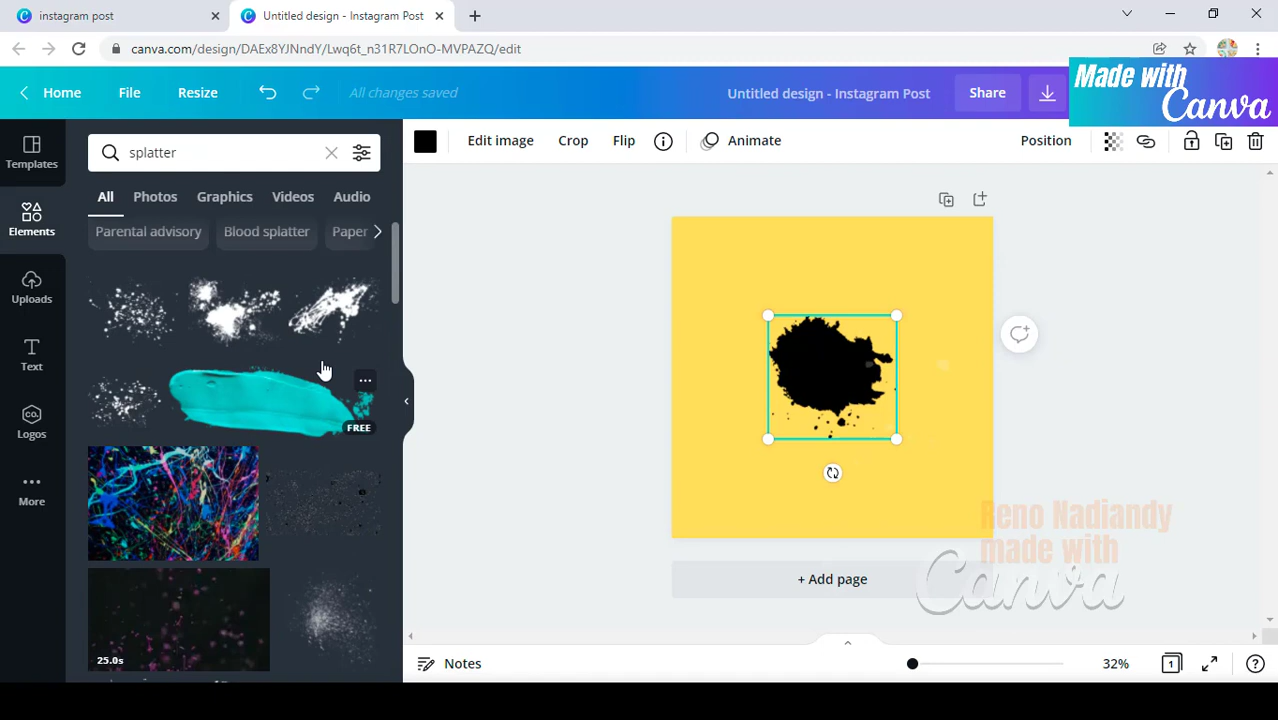 instagram post
Untitled design - Instagram Post
canva.com/design/DAEx8YJNndY/Lwq6t_n31R7LOnO-MVPAZQ/edit
Made with
Canva
Home
File
Resize
All changes saved
Untitled design - Instagram Post
Share
Templates
splatter
Edit image
Crop
Flip
Animate
Position
Elements
All
Photos
Graphics
Videos
Audio
Parental advisory
Blood splatter
Paper
Uploads
Text
FREE
CO.
Logos
More
25.0s
Reno Nadiandy
made with
Canva
+ Add page
Notes
32%
1